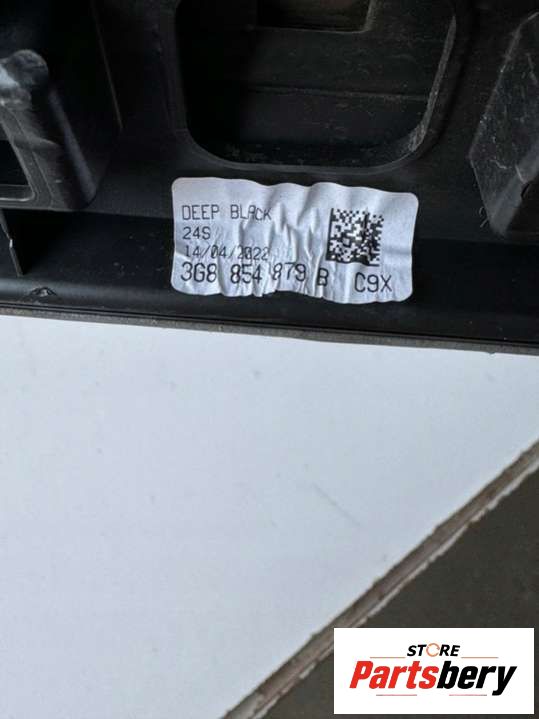 DEEP BLACK
24S
14/04/2022
3G8 854 879 B C9X
STORE
Partsbery